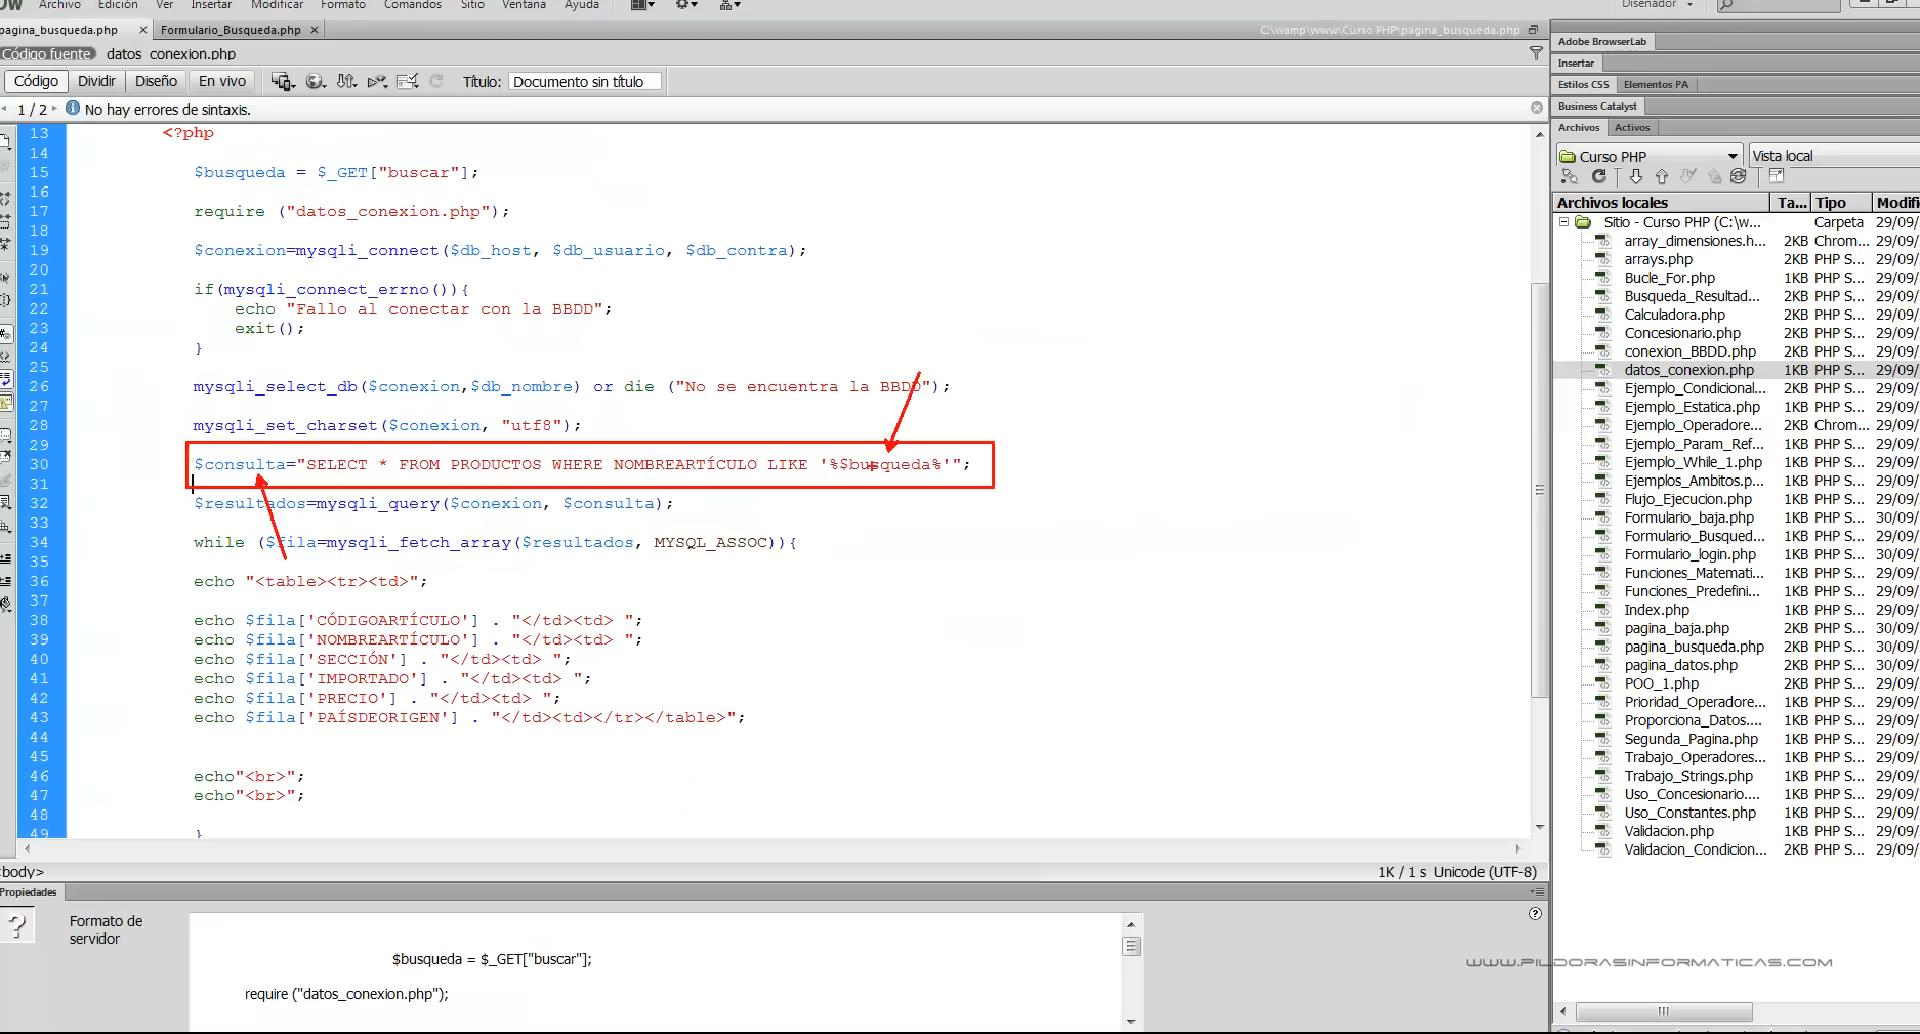 Archivo Edición Ver Insertar Modificar Formato Comandos Sitio Ventana Ayuda Diseñador
pagina_busqueda.php Formulario_Busqueda.php C:\wamp\www\Curso PHP\pagina_busqueda.php
Código fuente datos conexion.php
Código Dividir Diseño En vivo Título: Documento sin título
1 / 2 No hay errores de sintaxis.
13 <?php
14
15 $busqueda = $_GET["buscar"];
16
17 require ("datos_conexion.php");
18
19 $conexion=mysqli_connect($db_host, $db_usuario, $db_contra);
20
21 if(mysqli_connect_errno()){
22 echo "Fallo al conectar con la BBDD";
23 exit();
24 }
25
26 mysqli_select_db($conexion,$db_nombre) or die ("No se encuentra la BBDD");
27
28 mysqli_set_charset($conexion, "utf8");
29
30 $consulta="SELECT * FROM PRODUCTOS WHERE NOMBREARTÍCULO LIKE '%$busqueda%'";
31
32 $resultados=mysqli_query($conexion, $consulta);
33
34 while ($fila=mysqli_fetch_array($resultados, MYSQL_ASSOC)){
35
36 echo "<table><tr><td>";
37
38 echo $fila['CÓDIGOARTÍCULO'] . "</td><td> ";
39 echo $fila['NOMBREARTÍCULO'] . "</td><td> ";
40 echo $fila['SECCIÓN'] . "</td><td> ";
41 echo $fila['IMPORTADO'] . "</td><td> ";
42 echo $fila['PRECIO'] . "</td><td> ";
43 echo $fila['PAÍSDEORIGEN'] . "</td><td></tr></table>";
44
45
46 echo"<br>";
47 echo"<br>";
48
49 }
body> 1K / 1 s Unicode (UTF-8)
Propiedades
Formato de
servidor
$busqueda = $_GET["buscar"];
require ("datos_conexion.php");
Adobe BrowserLab
Insertar
Estilos CSS Elementos PA
Business Catalyst
Archivos Activos
Curso PHP Vista local
Archivos locales Ta... Tipo Modifi
Sitio - Curso PHP (C:\w... Carpeta 29/09/
array_dimensiones.h... 2KB Chrom... 29/09/
arrays.php 2KB PHP S... 29/09/
Bucle_For.php 1KB PHP S... 29/09/
Busqueda_Resultad... 2KB PHP S... 29/09/
Calculadora.php 2KB PHP S... 29/09/
Concesionario.php 2KB PHP S... 29/09/
conexion_BBDD.php 2KB PHP S... 29/09/
datos_conexion.php 1KB PHP S... 29/09/
Ejemplo_Condicional... 2KB PHP S... 29/09/
Ejemplo_Estatica.php 1KB PHP S... 29/09/
Ejemplo_Operadore... 2KB Chrom... 29/09/
Ejemplo_Param_Ref... 1KB PHP S... 29/09/
Ejemplo_While_1.php 1KB PHP S... 29/09/
Ejemplos_Ambitos.p... 2KB PHP S... 29/09/
Flujo_Ejecucion.php 1KB PHP S... 29/09/
Formulario_baja.php 1KB PHP S... 30/09/
Formulario_Busqued... 1KB PHP S... 29/09/
Formulario_login.php 1KB PHP S... 30/09/
Funciones_Matemati... 1KB PHP S... 29/09/
Funciones_Predefini... 1KB PHP S... 29/09/
Index.php 1KB PHP S... 29/09/
pagina_baja.php 2KB PHP S... 30/09/
pagina_busqueda.php 2KB PHP S... 30/09/
pagina_datos.php 2KB PHP S... 30/09/
POO_1.php 2KB PHP S... 29/09/
Prioridad_Operadore... 1KB PHP S... 29/09/
Proporciona_Datos.... 1KB PHP S... 29/09/
Segunda_Pagina.php 1KB PHP S... 29/09/
Trabajo_Operadores... 1KB PHP S... 29/09/
Trabajo_Strings.php 1KB PHP S... 29/09/
Uso_Concesionario.... 1KB PHP S... 29/09/
Uso_Constantes.php 1KB PHP S... 29/09/
Validacion.php 1KB PHP S... 29/09/
Validacion_Condicion... 2KB PHP S... 29/09/
WWW.PILDORASINFORMATICAS.COM